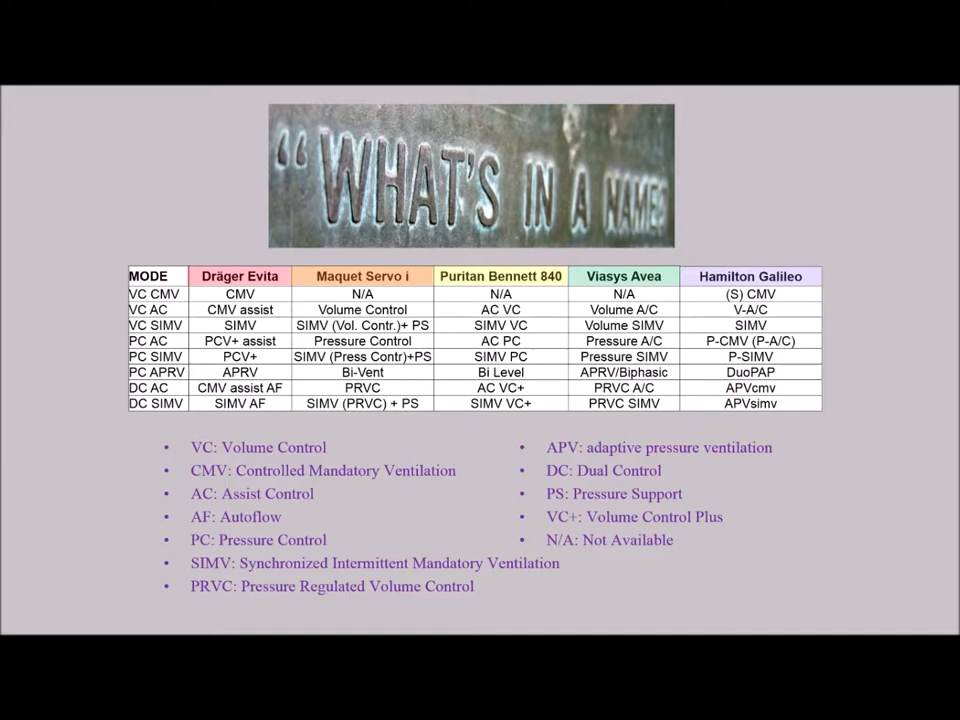 “WHAT’S IN A NAME?
MODE Dräger Evita Maquet Servo i Puritan Bennett 840 Viasys Avea Hamilton Galileo
VC CMV CMV N/A N/A N/A (S) CMV
VC AC CMV assist Volume Control AC VC Volume A/C V-A/C
VC SIMV SIMV SIMV (Vol. Contr.)+ PS SIMV VC Volume SIMV SIMV
PC AC PCV+ assist Pressure Control AC PC Pressure A/C P-CMV (P-A/C)
PC SIMV PCV+ SIMV (Press Contr)+PS SIMV PC Pressure SIMV P-SIMV
PC APRV APRV Bi-Vent Bi Level APRV/Biphasic DuoPAP
DC AC CMV assist AF PRVC AC VC+ PRVC A/C APVcmv
DC SIMV SIMV AF SIMV (PRVC) + PS SIMV VC+ PRVC SIMV APVsimv
• VC: Volume Control
• CMV: Controlled Mandatory Ventilation
• AC: Assist Control
• AF: Autoflow
• PC: Pressure Control
• SIMV: Synchronized Intermittent Mandatory Ventilation
• PRVC: Pressure Regulated Volume Control
• APV: adaptive pressure ventilation
• DC: Dual Control
• PS: Pressure Support
• VC+: Volume Control Plus
• N/A: Not Available